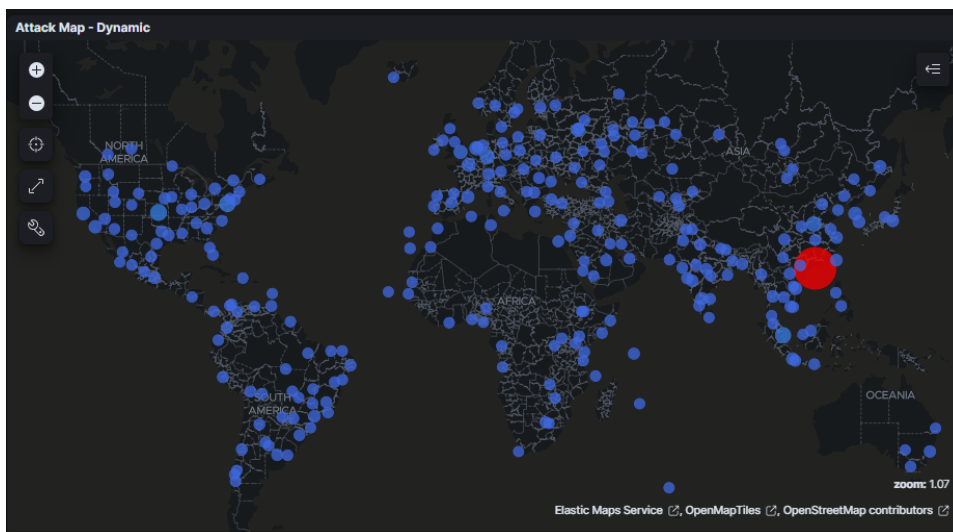 Attack Map - Dynamic
NORTH
AMERICA
ASIA
AFRICA
SOUTH
AMERICA
OCEANIA
zoom: 1.07
Elastic Maps Service, OpenMapTiles, OpenStreetMap contributors